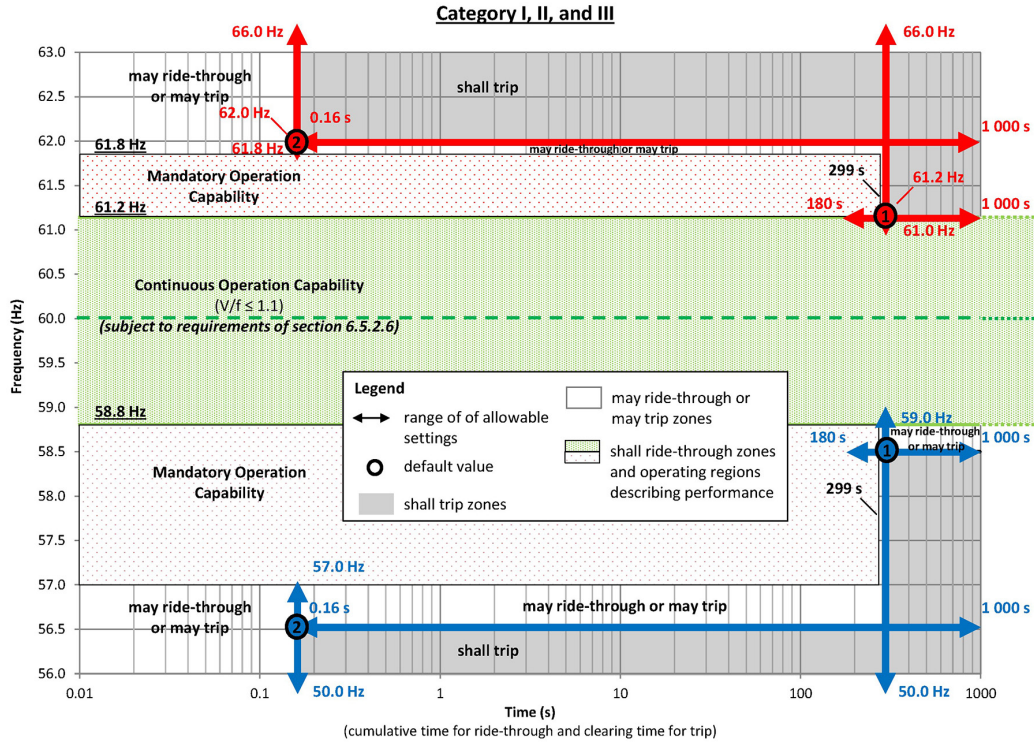 Category I, II, and III
66.0 Hz
66.0 Hz
63.0
62.5
62.0
61.5
61.0
60.5
60.0
59.5
59.0
58.5
58.0
57.5
57.0
56.5
56.0
Frequency (Hz)
may ride-through
or may trip
shall trip
62.0 Hz
0.16 s
2
61.8 Hz
61.8 Hz
1 000 s
may ride-through or may trip
Mandatory Operation
Capability
299 s
61.2 Hz
61.2 Hz
180 s
1
1 000 s
61.0 Hz
Continuous Operation Capability
(V/f ≤ 1.1)
(subject to requirements of section 6.5.2.6)
58.8 Hz
Legend
range of of allowable
settings
default value
shall trip zones
may ride-through or
may trip zones
shall ride-through zones
and operating regions
describing performance
59.0 Hz
may ride-through
or may trip
180 s
1
1 000 s
Mandatory Operation
Capability
299 s
57.0 Hz
may ride-through
or may trip
0.16 s
2
may ride-through or may trip
1 000 s
shall trip
50.0 Hz
50.0 Hz
0.01
0.1
1
10
100
1000
Time (s)
(cumulative time for ride-through and clearing time for trip)